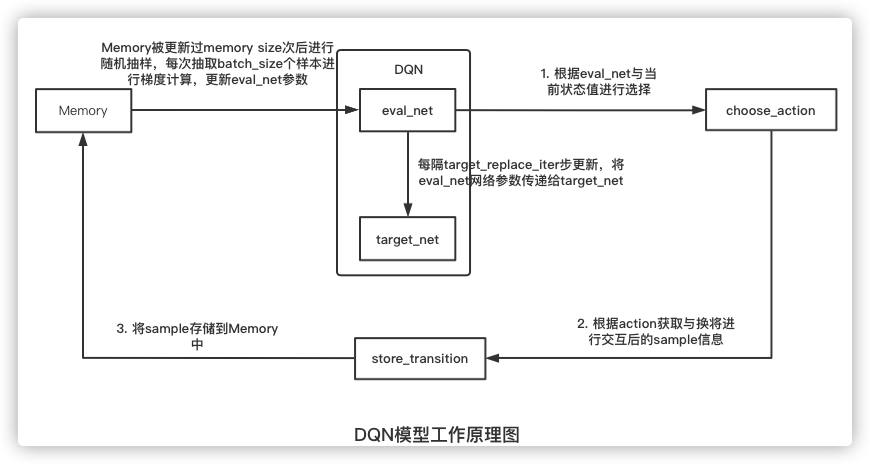 Memory被更新过memory size次后进行
随机抽样，每次抽取batch_size个样本进
行梯度计算，更新eval_net参数
DQN
1. 根据eval_net与当
前状态值进行选择
Memory
eval_net
choose_action
每隔target_replace_iter步更新，将
eval_net网络参数传递给target_net
target_net
3. 将sample存储到Memory
中
2. 根据action获取与换将进
行交互后的sample信息
store_transition
DQN模型工作原理图